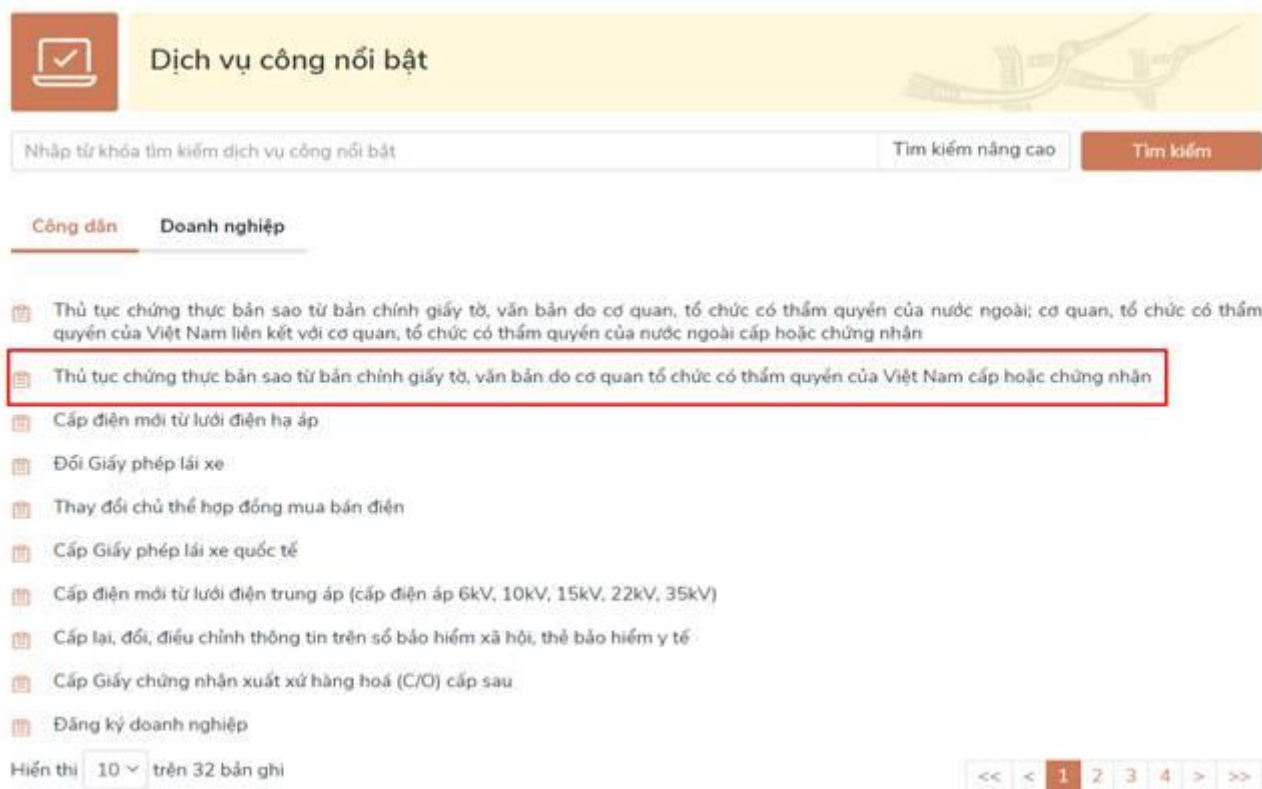 Dịch vụ công nổi bật
Nhập từ khóa tìm kiếm dịch vụ công nổi bật
Tìm kiếm nâng cao
Tìm kiếm
Công dân
Doanh nghiệp
Thủ tục chứng thực bản sao từ bản chính giấy tờ, văn bản do cơ quan, tổ chức có thẩm quyền của nước ngoài; cơ quan, tổ chức có thẩm
quyền của Việt Nam liên kết với cơ quan, tổ chức có thẩm quyền của nước ngoài cấp hoặc chứng nhận
Thủ tục chứng thực bản sao từ bản chính giấy tờ, văn bản do cơ quan tổ chức có thẩm quyền của Việt Nam cấp hoặc chứng nhận
Cấp điện mới từ lưới điện hạ áp
Đổi Giấy phép lái xe
Thay đổi chủ thể hợp đồng mua bán điện
Cấp Giấy phép lái xe quốc tế
Cấp điện mới từ lưới điện trung áp (cấp điện áp 6kV, 10kV, 15kV, 22kV, 35kV)
Cấp lại, đổi, điều chỉnh thông tin trên sổ bảo hiểm xã hội, thẻ bảo hiểm y tế
Cấp Giấy chứng nhận xuất xứ hàng hoá (C/O) cấp sau
Đăng ký doanh nghiệp
Hiển thị 10 trên 32 bản ghi
<< < 1 2 3 4 > >>